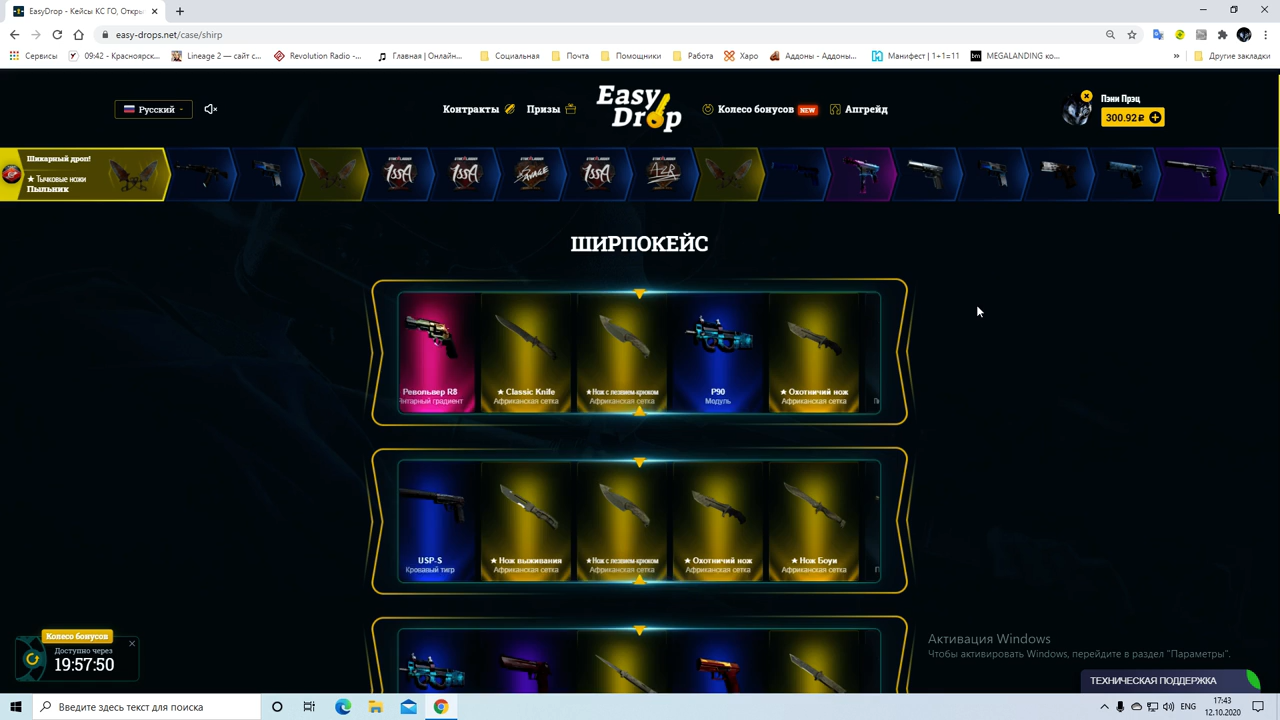 EasyDrop - Кейсы КС ГО, Откры
easy-drops.net/case/shirp
Сервисы
09:42 - Красноярск...
Lineage 2 — сайт с...
Revolution Radio -...
Главная | Онлайн...
Социальная
Почта
Помощники
Работа
Харо
Аддоны - Аддоны...
Манифест | 1+1=11
MEGALANDING ко...
»
Другие закладки
Русский
Контракты
Призы
Easy
Drop
Колесо бонусов NEW
Апгрейд
Пэни Прэц
300.92
Шикарный дроп!
★ Тычковые ножи
Пыльник
ISSA
ISSA
SAVAGE
ISSA
ШИРПОКЕЙС
Револьвер R8
нтарный градиент
★ Classic Knife
Африканская сетка
★ Нож с лезвием-крюком
Африканская сетка
P90
Модуль
★ Охотничий нож
Африканская сетка
USP-S
Кровавый тигр
★ Нож выживания
Африканская сетка
★ Нож с лезвием-крюком
Африканская сетка
★ Охотничий нож
Африканская сетка
★ Нож Боуи
Африканская сетка
Колесо бонусов
Доступно через
19:57:50
Активация Windows
Чтобы активировать Windows, перейдите в раздел "Параметры".
ТЕХНИЧЕСКАЯ ПОДДЕРЖКА
Введите здесь текст для поиска
ENG
17:43
12.10.2020